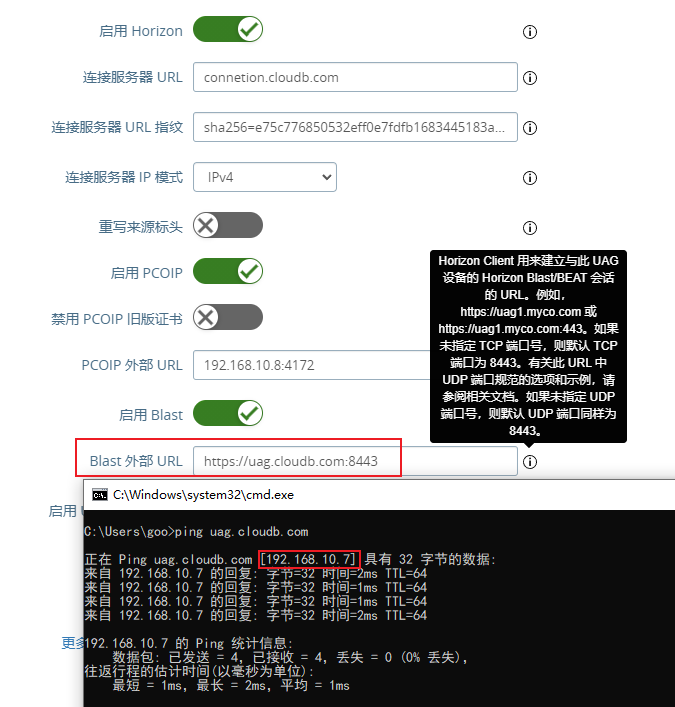 启用 Horizon
连接服务器 URL connetion.cloudb.com
连接服务器 URL 指纹 sha256=e75c776850532eff0e7fdfb1683445183a...
连接服务器 IP 模式 IPv4
重写来源标头
启用 PCOIP
禁用 PCOIP 旧版证书
PCOIP 外部 URL 192.168.10.8:4172
启用 Blast
Blast 外部 URL https://uag.cloudb.com:8443
Horizon Client 用来建立与此 UAG
设备的 Horizon Blast/BEAT 会话
的 URL。例如，
https://uag1.myco.com 或
https://uag1.myco.com:443。如果
未指定 TCP 端口号，则默认 TCP
端口为 8443。有关此 URL 中
UDP 端口规范的选项和示例，请
参阅相关文档。如果未指定 UDP
端口号，则默认 UDP 端口同样为
8443。
启用
更多
C:\Windows\system32\cmd.exe
C:\Users\goo>ping uag.cloudb.com
正在 Ping uag.cloudb.com [192.168.10.7] 具有 32 字节的数据:
来自 192.168.10.7 的回复: 字节=32 时间=2ms TTL=64
来自 192.168.10.7 的回复: 字节=32 时间=1ms TTL=64
来自 192.168.10.7 的回复: 字节=32 时间=1ms TTL=64
来自 192.168.10.7 的回复: 字节=32 时间=2ms TTL=64
192.168.10.7 的 Ping 统计信息:
数据包: 已发送 = 4，已接收 = 4，丢失 = 0 (0% 丢失)，
往返行程的估计时间(以毫秒为单位):
最短 = 1ms，最长 = 2ms，平均 = 1ms